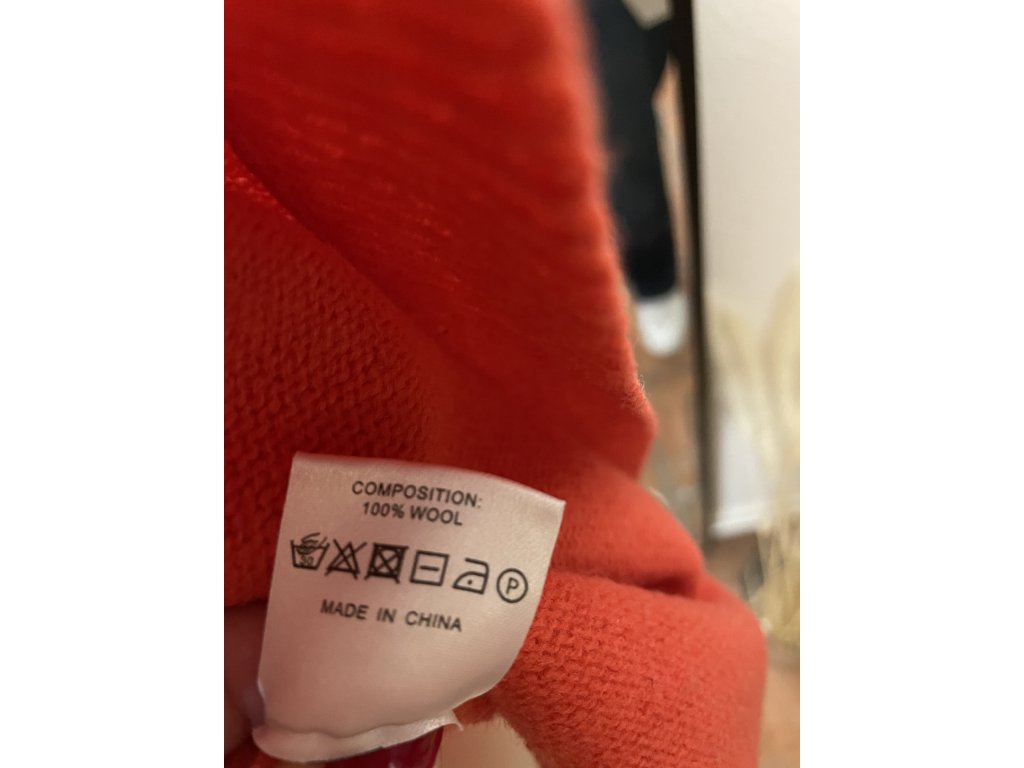 COMPOSITION:
100% WOOL
P
MADE IN CHINA